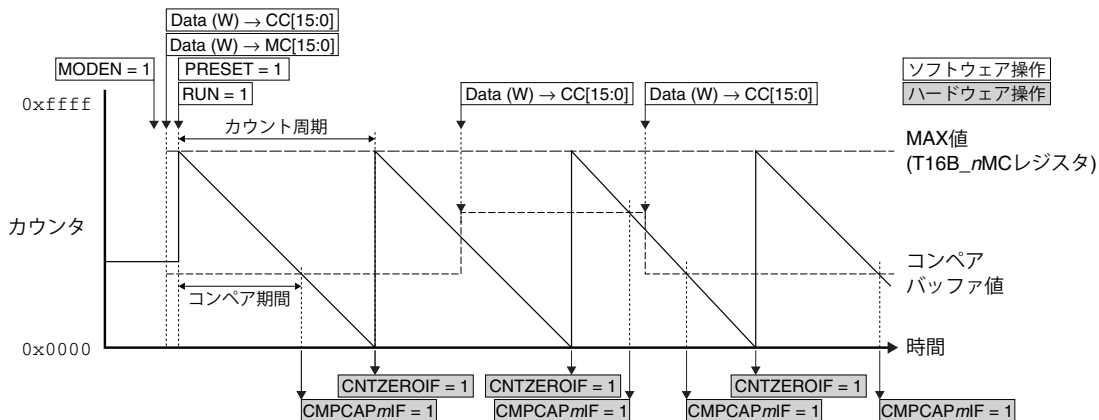 Data (W) → CC[15:0]
Data (W) → MC[15:0]
MODEN = 1
PRESET = 1
RUN = 1
Data (W) → CC[15:0]
Data (W) → CC[15:0]
ソフトウェア操作
ハードウェア操作
0xffff
カウント周期
MAX値
(T16B_nMCレジスタ)
カウンタ
コンペア
バッファ値
コンペア期間
0x0000
時間
CNTZEROIF = 1
CNTZEROIF = 1
CNTZEROIF = 1
CMPCAPmIF = 1
CMPCAPmIF = 1
CMPCAPmIF = 1
CMPCAPmIF = 1